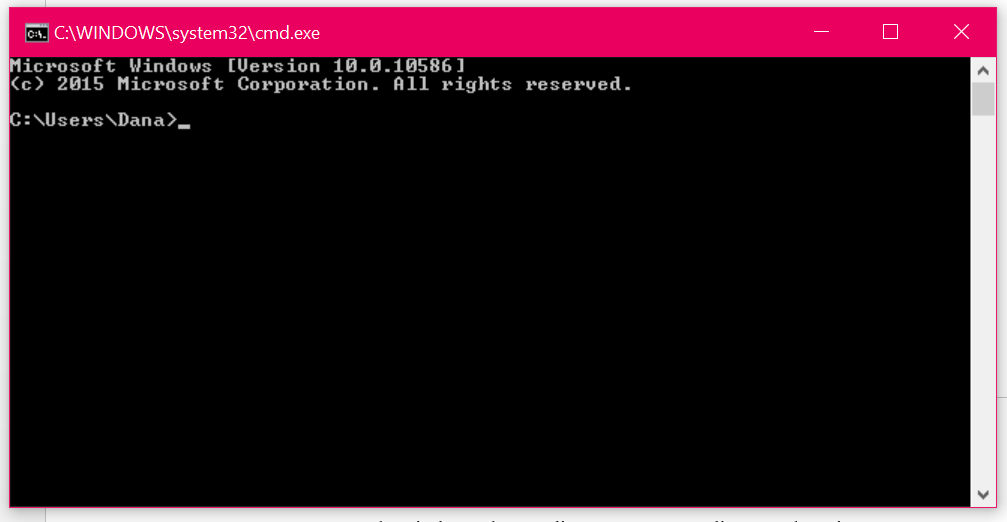 C:\WINDOWS\system32\cmd.exe
Microsoft Windows [Version 10.0.10586]
(c) 2015 Microsoft Corporation. All rights reserved.
C:\Users\Dana>_